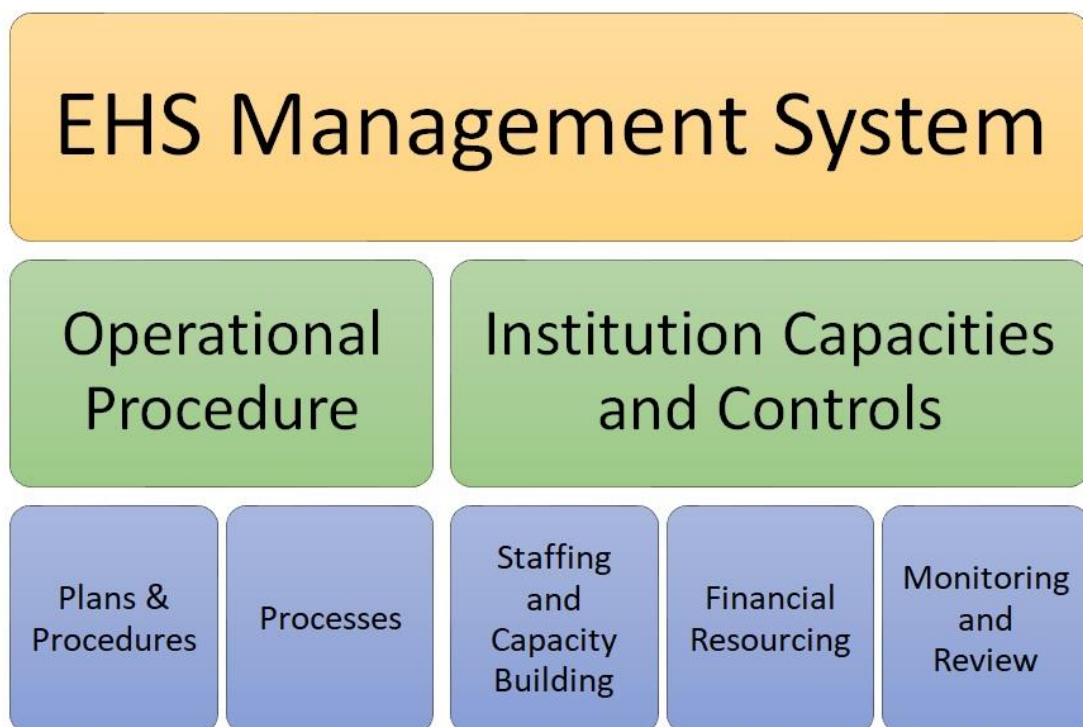 EHS Management System
Operational
Procedure
Institution Capacities
and Controls
Plans &
Procedures
Processes
Staffing
and
Capacity
Building
Financial
Resourcing
Monitoring
and
Review